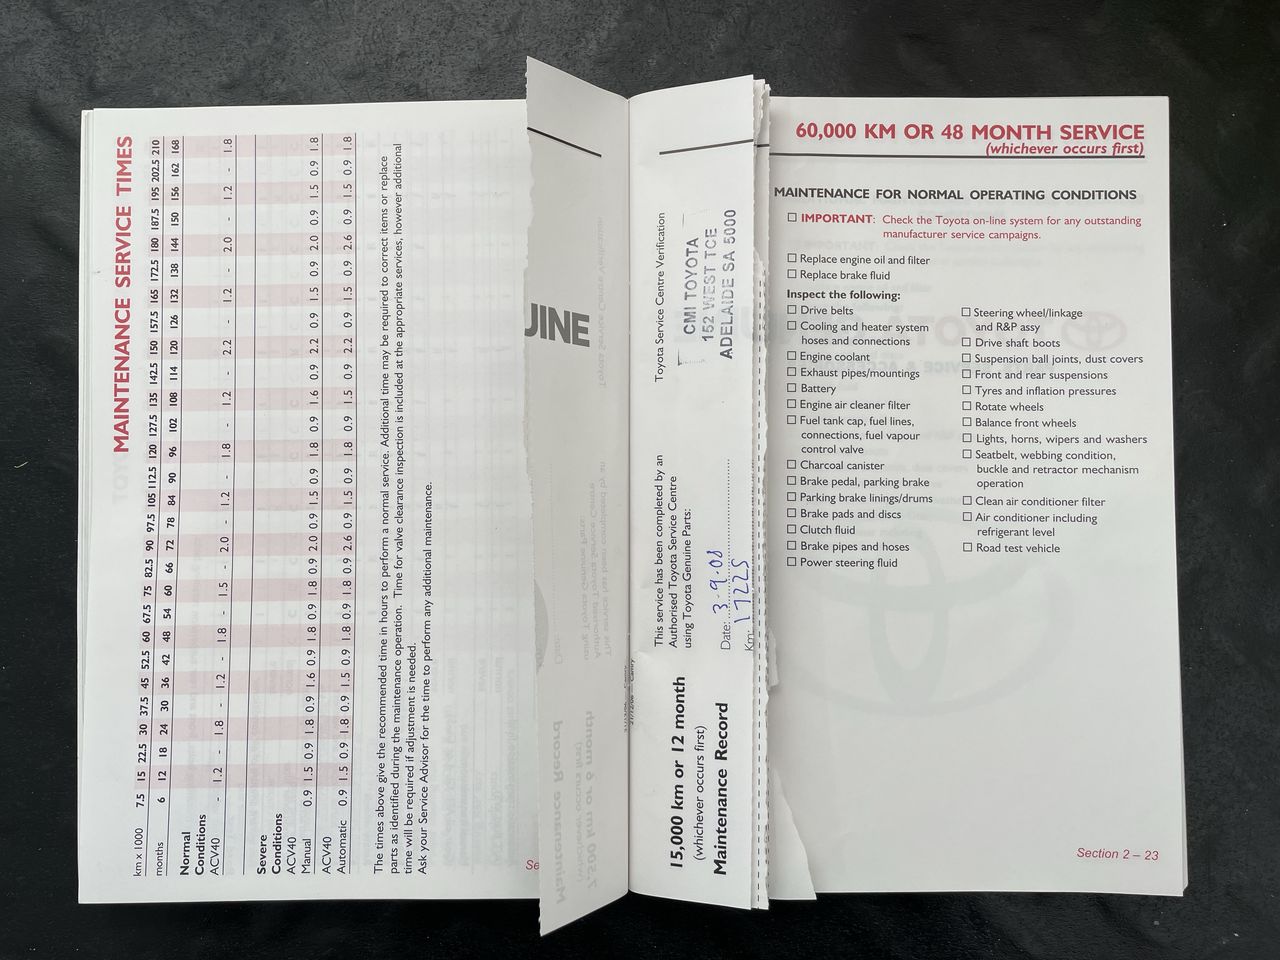 MAINTENANCE SERVICE TIMES
km x 1000 7.5 15 22.5 30 37.5 45 52.5 60 67.5 75 82.5 90 97.5 105 112.5 120 127.5 135 142.5 150 157.5 165 172.5 180 187.5 195 202.5 210
months 6 12 18 24 30 36 42 48 54 60 66 72 78 84 90 96 102 108 114 120 126 132 138 144 150 156 162 168
Normal
Conditions
ACV40 - 1.2 - 1.8 - 1.2 - 1.8 - 1.5 - 2.0 - 1.2 - 1.8 - 1.2 - 2.2 - 1.2 - 2.0 - 1.2 - 1.8
Severe
Conditions
ACV40
Manual 0.9 1.5 0.9 1.8 0.9 1.6 0.9 1.8 0.9 1.8 0.9 2.0 0.9 1.5 0.9 1.8 0.9 1.6 0.9 2.2 0.9 1.5 0.9 2.0 0.9 1.5 0.9 1.8
ACV40
Automatic 0.9 1.5 0.9 1.8 0.9 1.5 0.9 1.8 0.9 1.8 0.9 2.6 0.9 1.5 0.9 1.8 0.9 1.5 0.9 2.2 0.9 1.5 0.9 2.6 0.9 1.5 0.9 1.8
The times above give the recommended time in hours to perform a normal service. Additional time may be required to correct items or replace
parts as identified during the maintenance operation. Time for valve clearance inspection is included at the appropriate services, however additional
time will be required if adjustment is needed.
Ask your Service Advisor for the time to perform any additional maintenance.
Se
UINE
15,000 km or 12 month
(whichever occurs first)
Maintenance Record
This service has been completed by an
Authorised Toyota Service Centre
using Toyota Genuine Parts:
Date: 3.9.08
Km: 17225
Toyota Service Centre Verification
CMI TOYOTA
152 WEST TCE
ADELAIDE SA 5000
60,000 KM OR 48 MONTH SERVICE
(whichever occurs first)
MAINTENANCE FOR NORMAL OPERATING CONDITIONS
IMPORTANT: Check the Toyota on-line system for any outstanding
manufacturer service campaigns.
Replace engine oil and filter
Replace brake fluid
Inspect the following:
Drive belts
Cooling and heater system
hoses and connections
Engine coolant
Exhaust pipes/mountings
Battery
Engine air cleaner filter
Fuel tank cap, fuel lines,
connections, fuel vapour
control valve
Charcoal canister
Brake pedal, parking brake
Parking brake linings/drums
Brake pads and discs
Clutch fluid
Brake pipes and hoses
Power steering fluid
Steering wheel/linkage
and R&P assy
Drive shaft boots
Suspension ball joints, dust covers
Front and rear suspensions
Tyres and inflation pressures
Rotate wheels
Balance front wheels
Lights, horns, wipers and washers
Seatbelt, webbing condition,
buckle and retractor mechanism
operation
Clean air conditioner filter
Air conditioner including
refrigerant level
Road test vehicle
Section 2 – 23